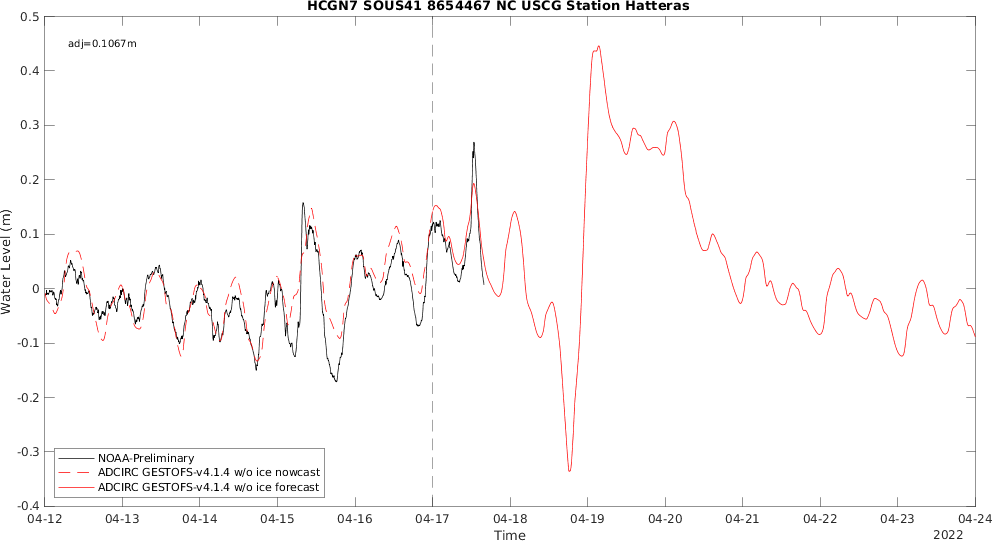 HCGN7 SOUS41 8654467 NC USCG Station Hatteras
adj=0.1067m
0.5
0.4
0.3
0.2
0.1
0
-0.1
-0.2
-0.3
-0.4
Water Level (m)
NOAA-Preliminary
ADCIRC GESTOFS-v4.1.4 w/o ice nowcast
ADCIRC GESTOFS-v4.1.4 w/o ice forecast
04-12 04-13 04-14 04-15 04-16 04-17 04-18 04-19 04-20 04-21 04-22 04-23 04-24
Time
2022